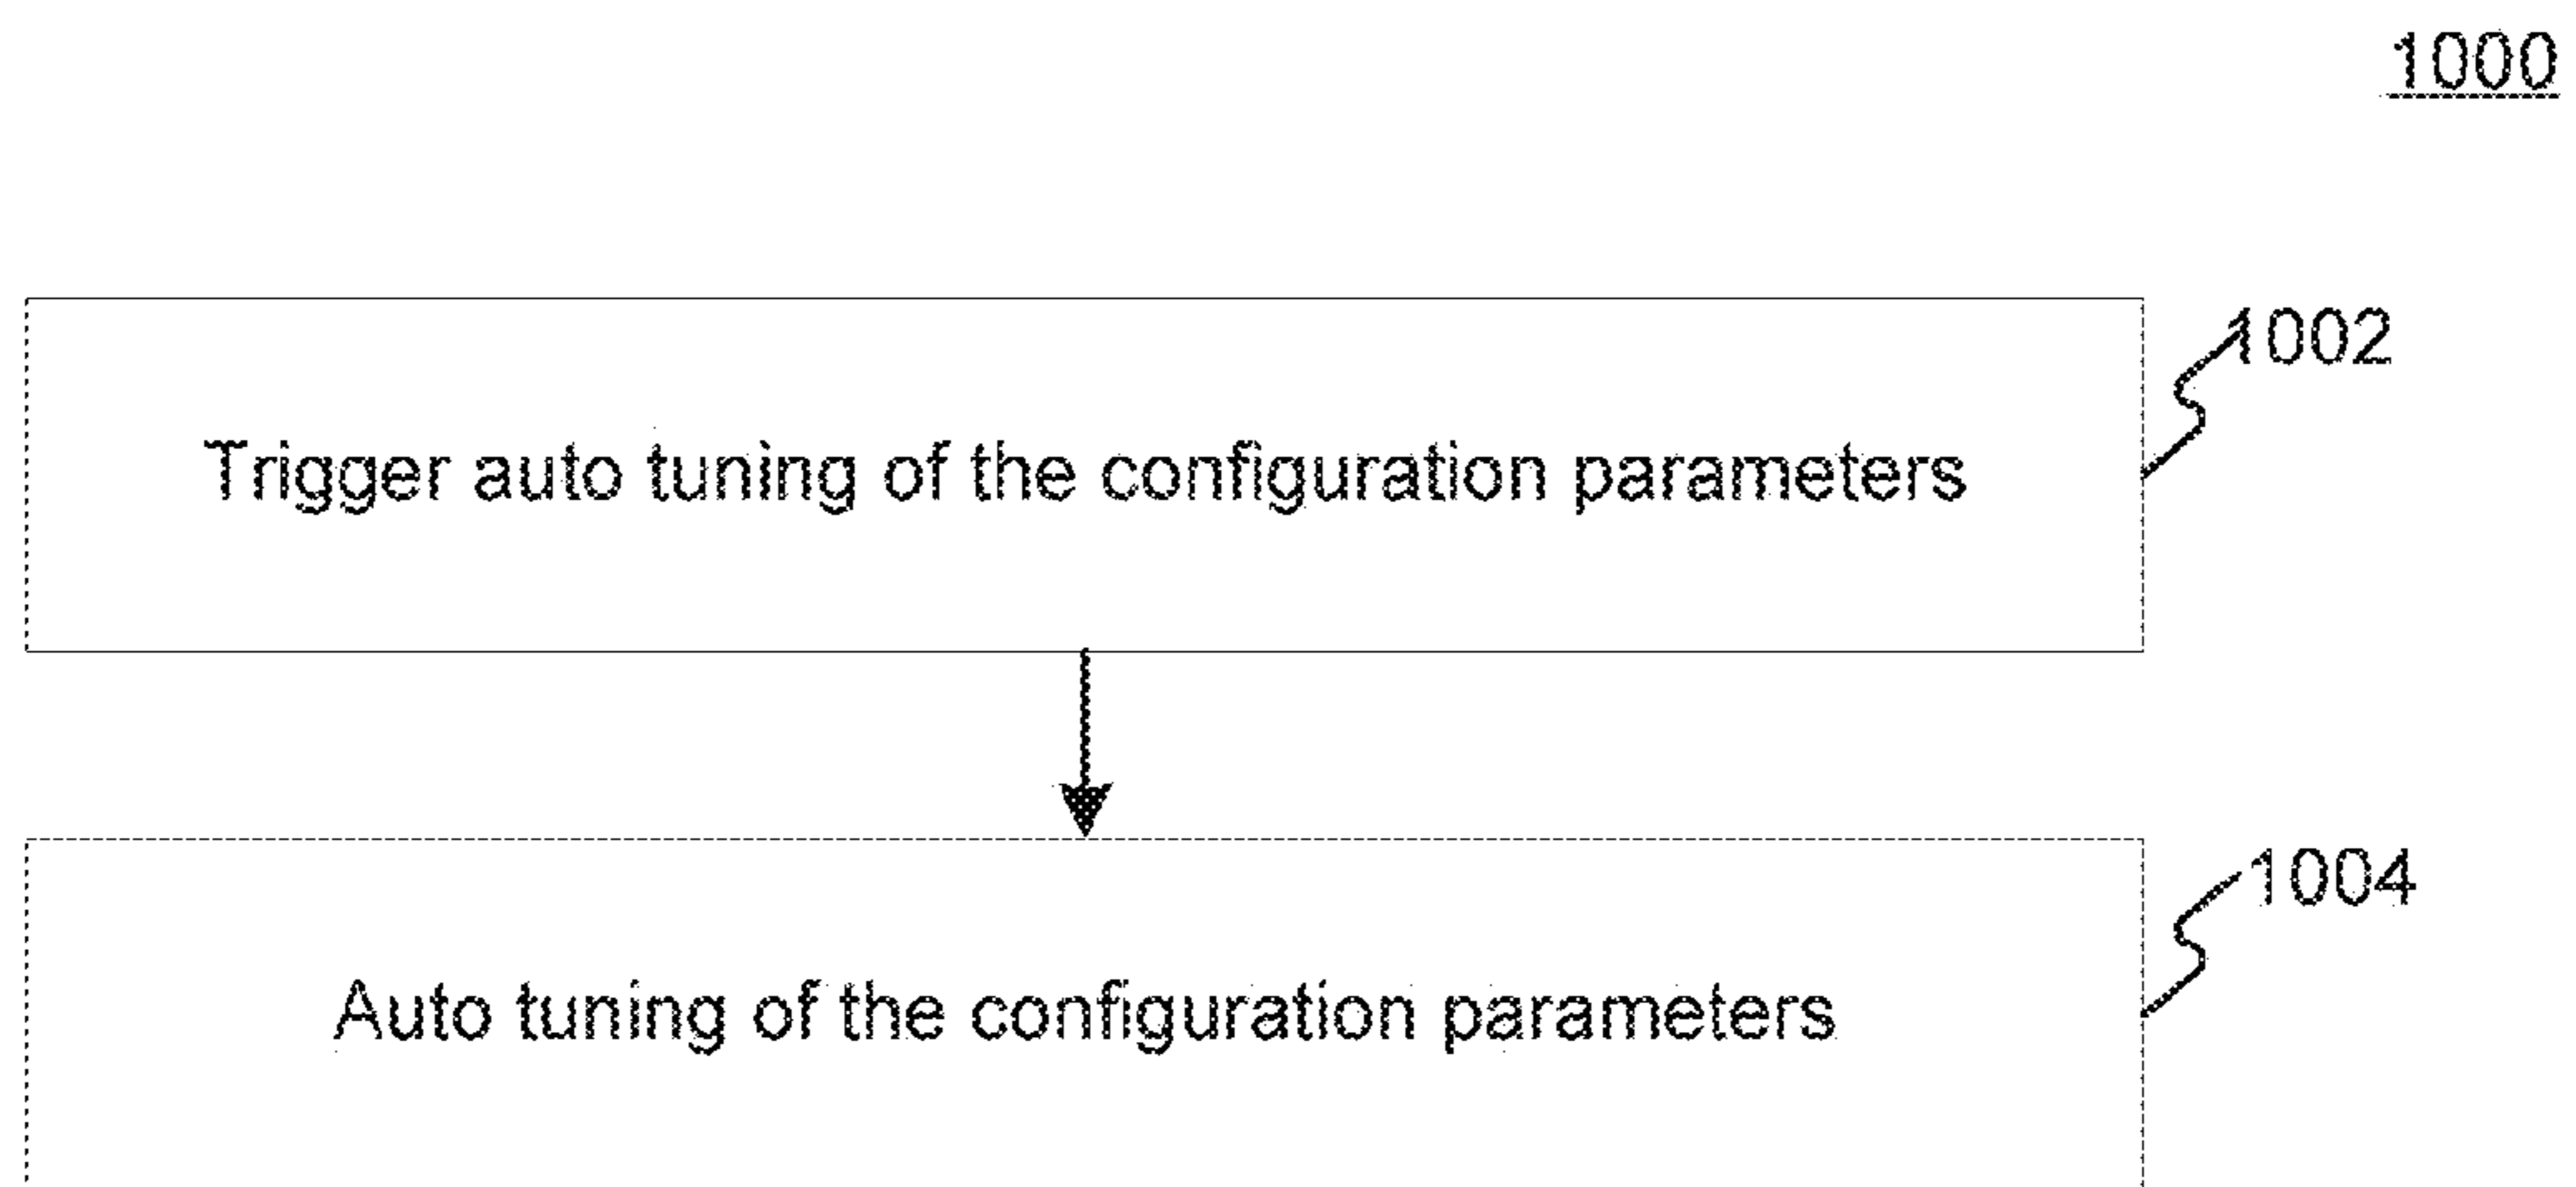 1000
1002
Trigger auto tuning of the configuration parameters
1004
Auto tuning of the configuration parameters